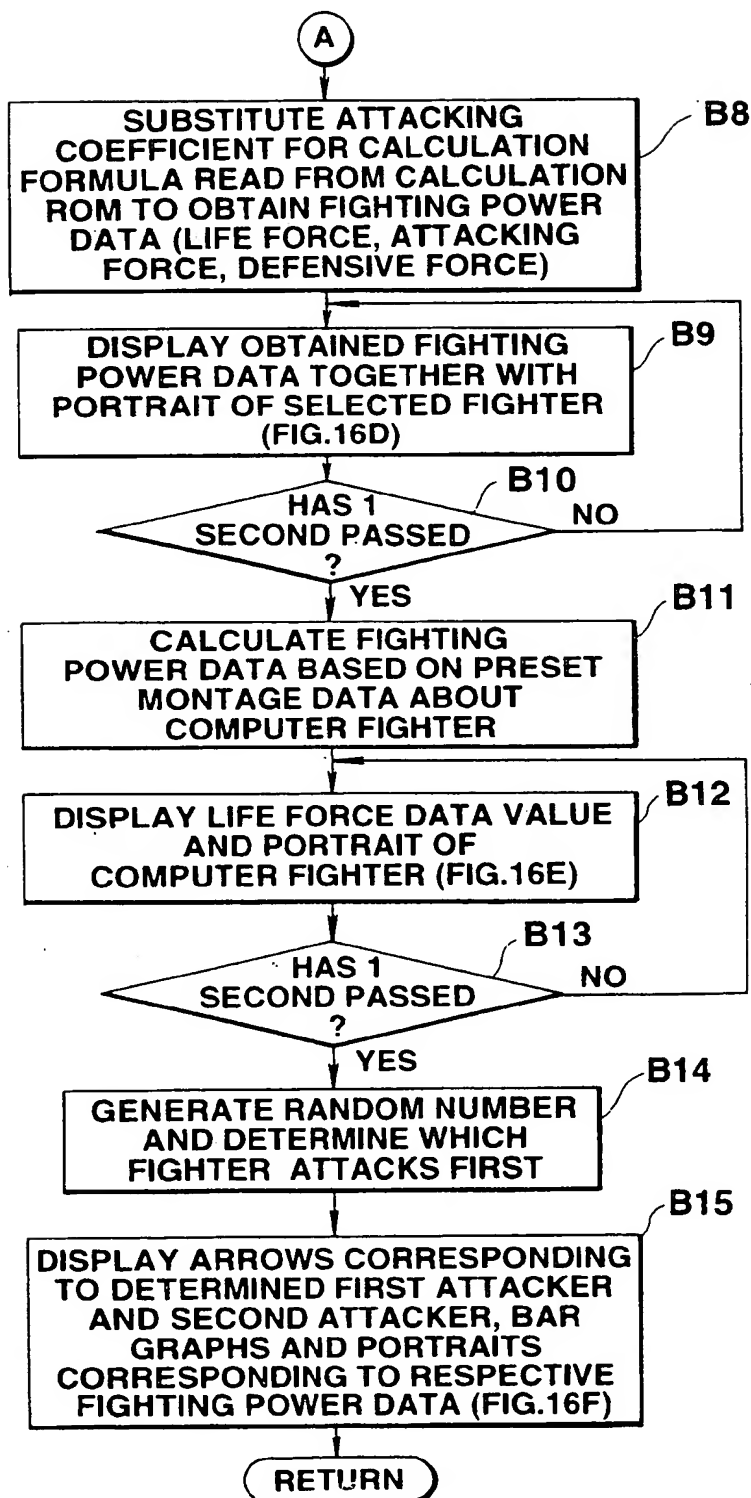 A
SUBSTITUTE ATTACKING
COEFFICIENT FOR CALCULATION
FORMULA READ FROM CALCULATION
ROM TO OBTAIN FIGHTING POWER
DATA (LIFE FORCE, ATTACKING
FORCE, DEFENSIVE FORCE)
B8
DISPLAY OBTAINED FIGHTING
POWER DATA TOGETHER WITH
PORTRAIT OF SELECTED FIGHTER
(FIG.16D)
B9
HAS 1
SECOND PASSED
?
B10
NO
YES
CALCULATE FIGHTING
POWER DATA BASED ON PRESET
MONTAGE DATA ABOUT
COMPUTER FIGHTER
B11
DISPLAY LIFE FORCE DATA VALUE
AND PORTRAIT OF
COMPUTER FIGHTER (FIG.16E)
B12
HAS 1
SECOND PASSED
?
B13
NO
YES
GENERATE RANDOM NUMBER
AND DETERMINE WHICH
FIGHTER ATTACKS FIRST
B14
DISPLAY ARROWS CORRESPONDING
TO DETERMINED FIRST ATTACKER
AND SECOND ATTACKER, BAR
GRAPHS AND PORTRAITS
CORRESPONDING TO RESPECTIVE
FIGHTING POWER DATA (FIG.16F)
B15
RETURN